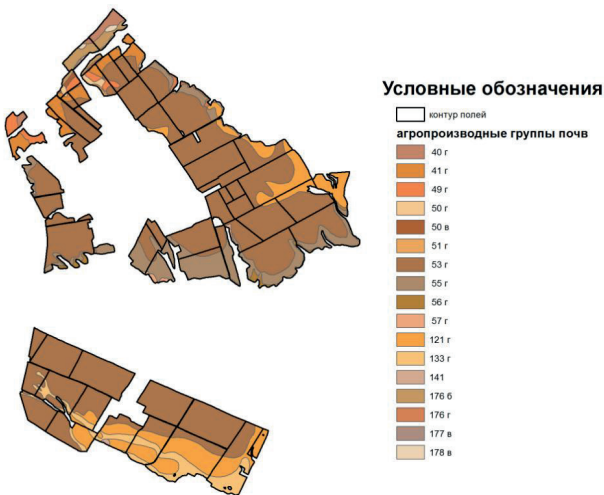 Условные обозначения
контур полей
агропроизводные группы почв
40 г
41 г
49 г
50 г
50 в
51 г
53 г
55 г
56 г
57 г
121 г
133 г
141
176 б
176 г
177 в
178 в